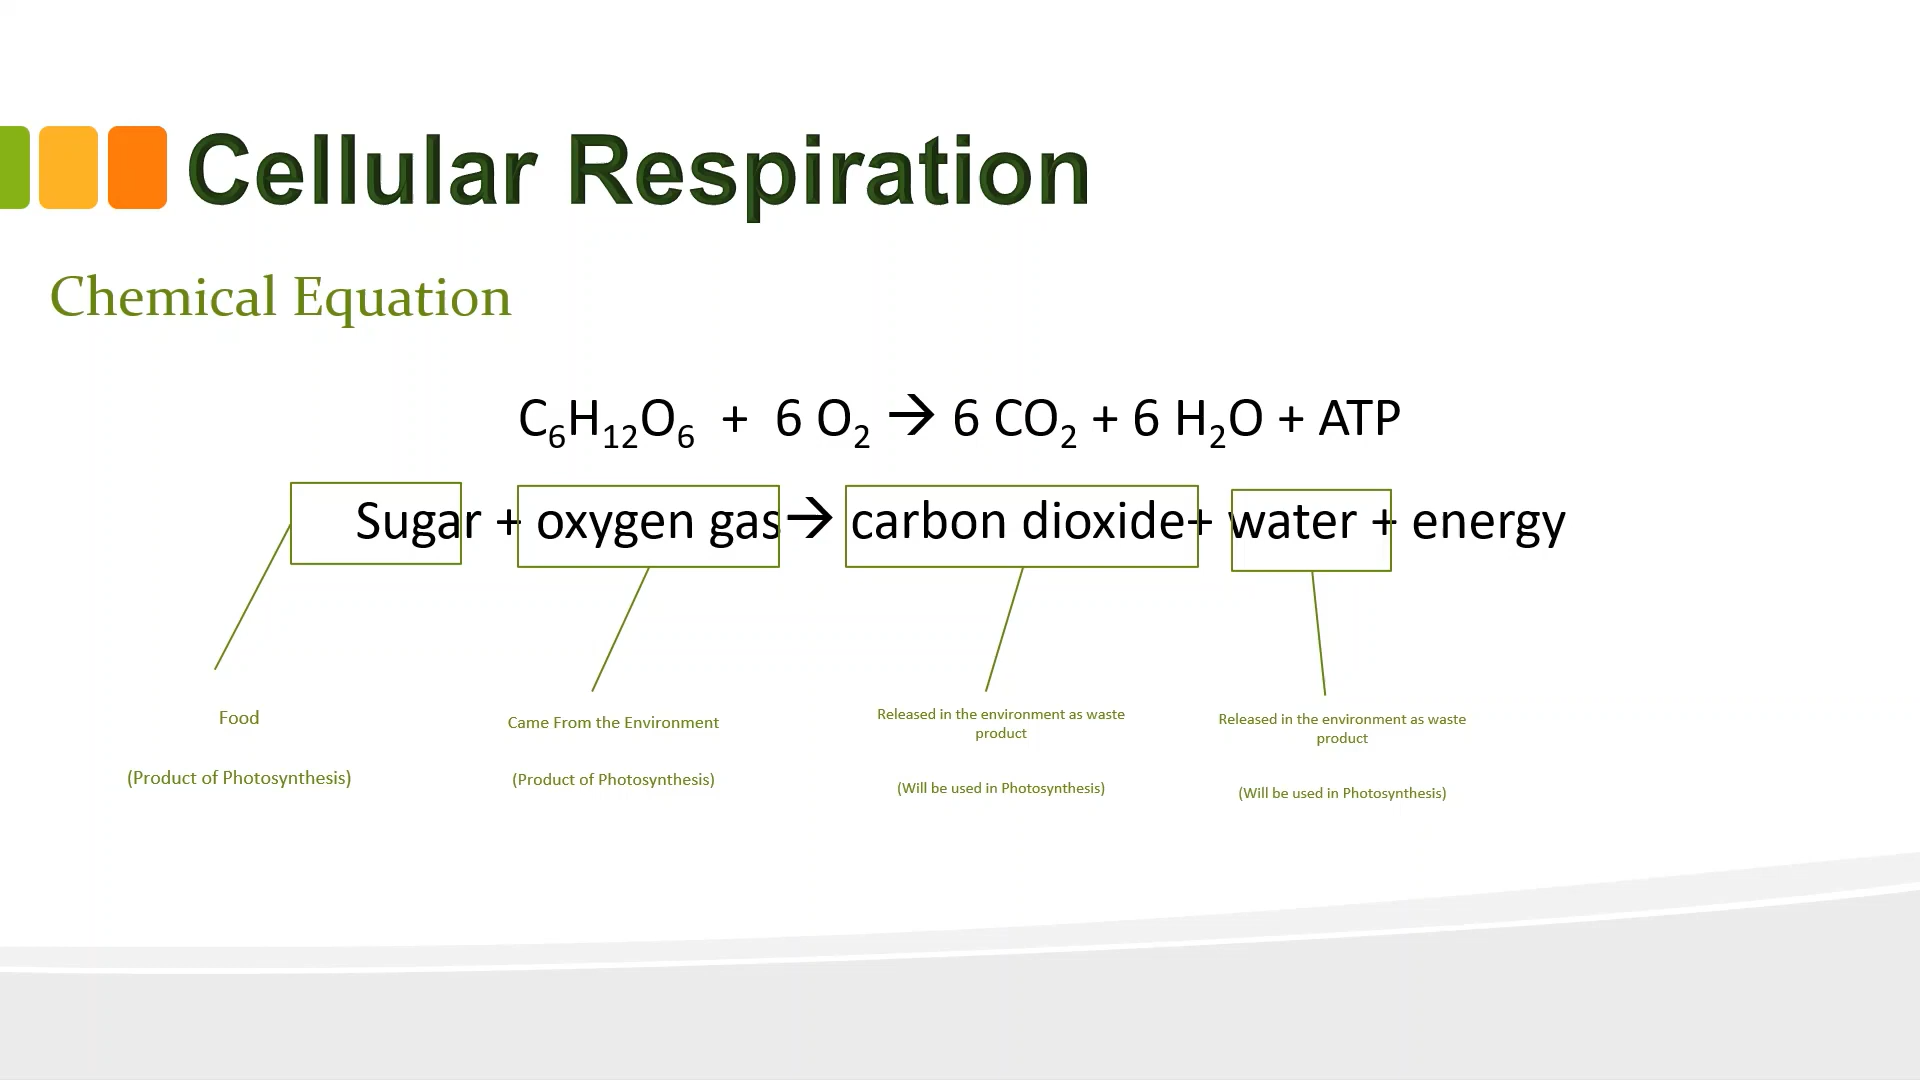 Cellular Respiration
Chemical Equation
C₆H₁₂O₆ + 6 O₂ → 6 CO₂ + 6 H₂O + ATP
Sugar + oxygen gas→ carbon dioxide+ water + energy
Food
(Product of Photosynthesis)
Came From the Environment
(Product of Photosynthesis)
Released in the environment as waste
product
(Will be used in Photosynthesis)
Released in the environment as waste
product
(Will be used in Photosynthesis)